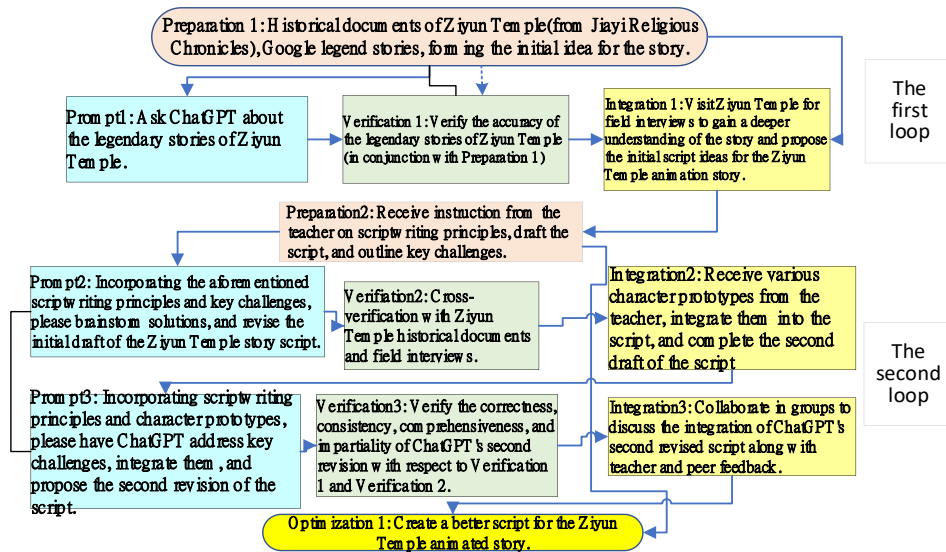 Preparation 1: Historical documents of Ziyun Temple(from Jiayi Religious
Chronicles), Google legend stories, forming the initial idea for the story.
The
first
loop
Prompt1: Ask ChatGPT about
the legendary stories of Ziyun
Temple.
Verification 1: Verify the accuracy of
the legendary stories of Ziyun Temple
(in conjunction with Preparation 1)
Integration 1: Visit Ziyun Temple for
field interviews to gain a deeper
understanding of the story and propose
the initial script ideas for the Ziyun
Temple animation story.
Preparation2: Receive instruction from the
teacher on scriptwriting principles, draft the
script, and outline key challenges.
Prompt2: Incorporating the aforementioned
scriptwriting principles and key challenges,
please brainstorm solutions, and revise the
initial draft of the Ziyun Temple story script.
Verifiation2: Cross-
verification with Ziyun
Temple historical documents
and field interviews.
Integration2: Receive various
character prototypes from the
teacher, integrate them into the
script, and complete the second
draft of the script
The
second
loop
Prompt3: Incorporating scriptwriting
principles and character prototypes,
please have ChatGPT address key
challenges, integrate them, and
propose the second revision of the
script.
Verification3: Verify the correctness,
consistency, comprehensiveness, and
impartiality of ChatGPT's second
revision with respect to Verification
1 and Verification 2.
Integration3: Collaborate in groups to
discuss the integration of ChatGPT's
second revised script along with
teacher and peer feedback.
Optimization 1: Create a better script for the Ziyun
Temple animated story.